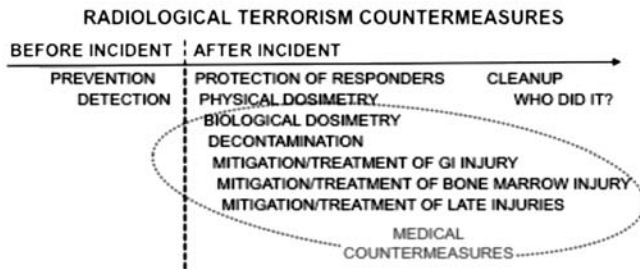 RADIOLOGICAL TERRORISM COUNTERMEASURES
BEFORE INCIDENT AFTER INCIDENT
PREVENTION PROTECTION OF RESPONDERS CLEANUP
DETECTION PHYSICAL DOSIMETRY WHO DID IT?
BIOLOGICAL DOSIMETRY
DECONTAMINATION
MITIGATION/TREATMENT OF GI INJURY
MITIGATION/TREATMENT OF BONE MARROW INJURY
MITIGATION/TREATMENT OF LATE INJURIES
MEDICAL
COUNTERMEASURES